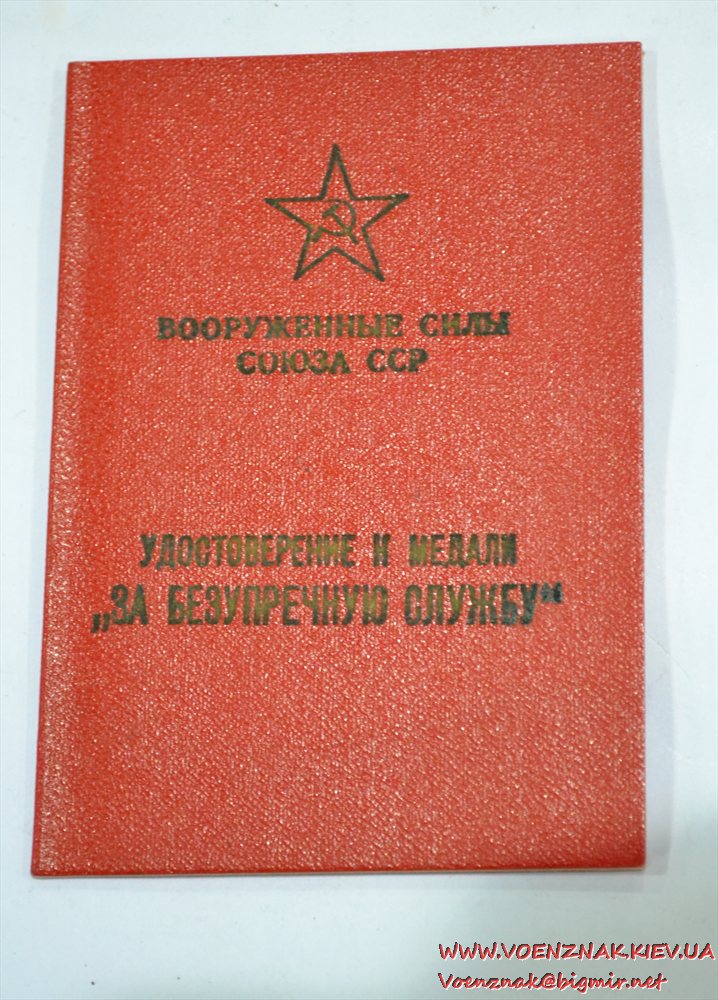 ВООРУЖЕННЫЕ СИЛЫ
СОЮЗА ССР
УДОСТОВЕРЕНИЕ К МЕДАЛИ
„ЗА БЕЗУПРЕЧНУЮ СЛУЖБУ“
WWW.VOENZNAK.KIEV.UA
Voenznak@bigmir.net